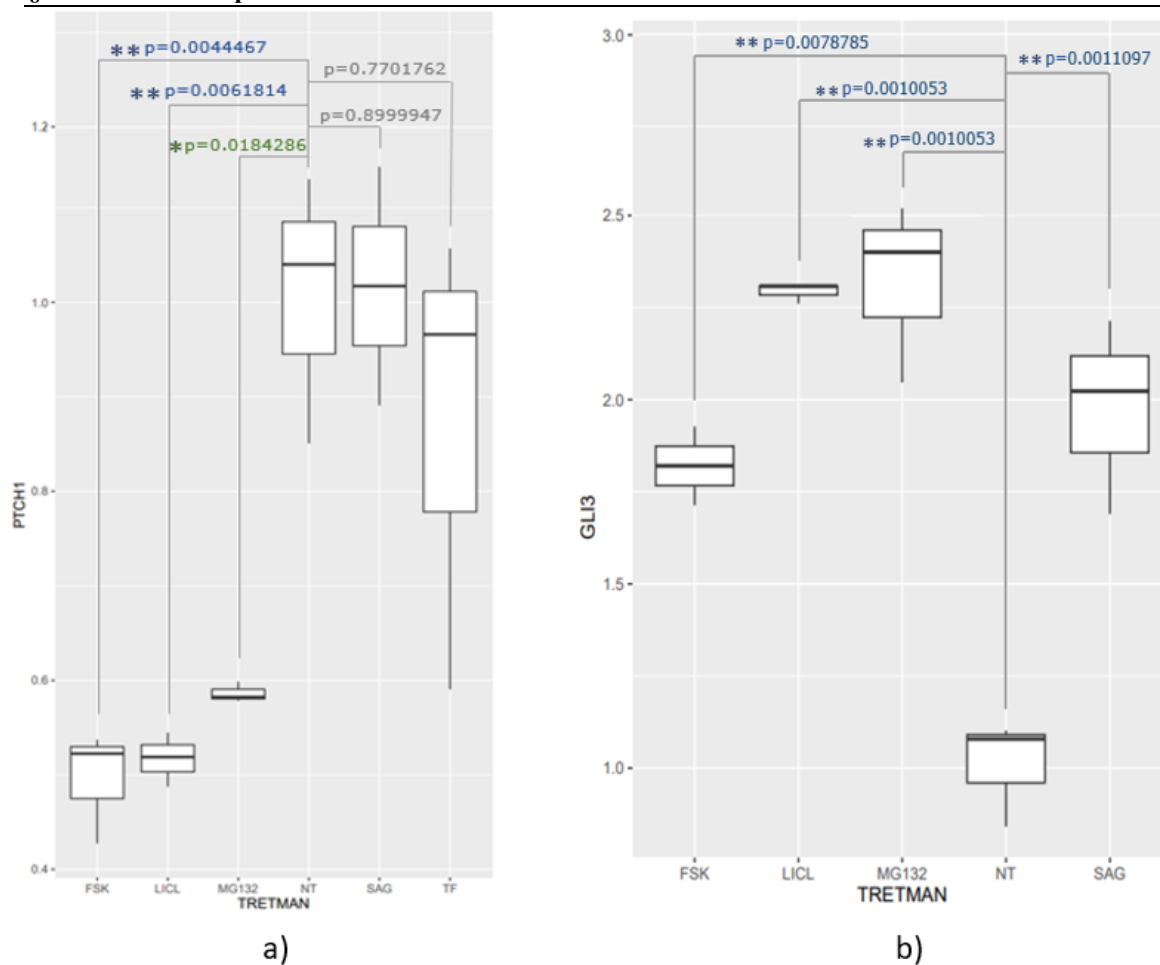 ** p=0.0044467
p=0.7701762
** p=0.0061814
p=0.8999947
*p=0.0184286
1.2
1.0
0.8
0.6
0.4
PTCH1
FSK LICL MG132 NT SAG TF
TRETMAN
a)
** p=0.0078785
** p=0.0011097
** p=0.0010053
** p=0.0010053
3.0
2.5
2.0
1.5
1.0
GLI3
FSK LICL MG132 NT SAG
TRETMAN
b)